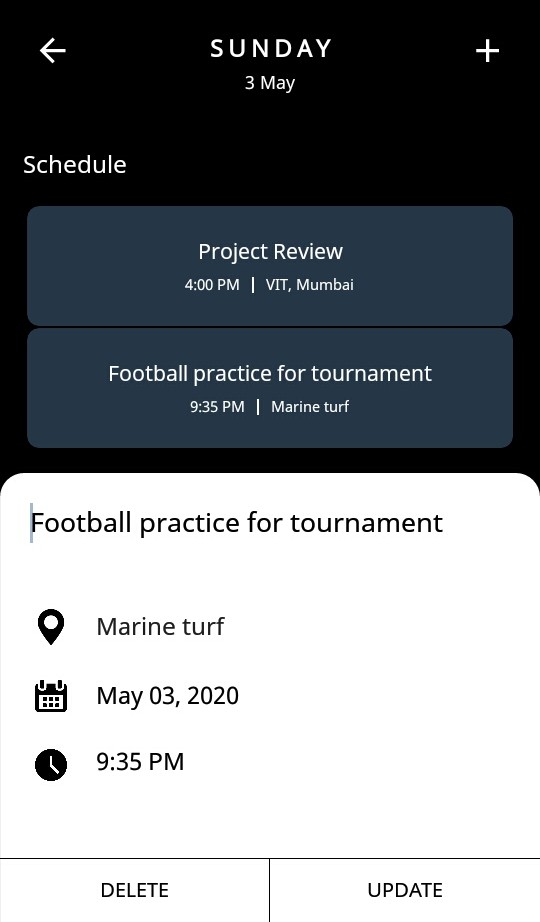 SUNDAY
3 May
Schedule
Project Review
4:00 PM | VIT, Mumbai
Football practice for tournament
9:35 PM | Marine turf
Football practice for tournament
Marine turf
May 03, 2020
9:35 PM
DELETE UPDATE